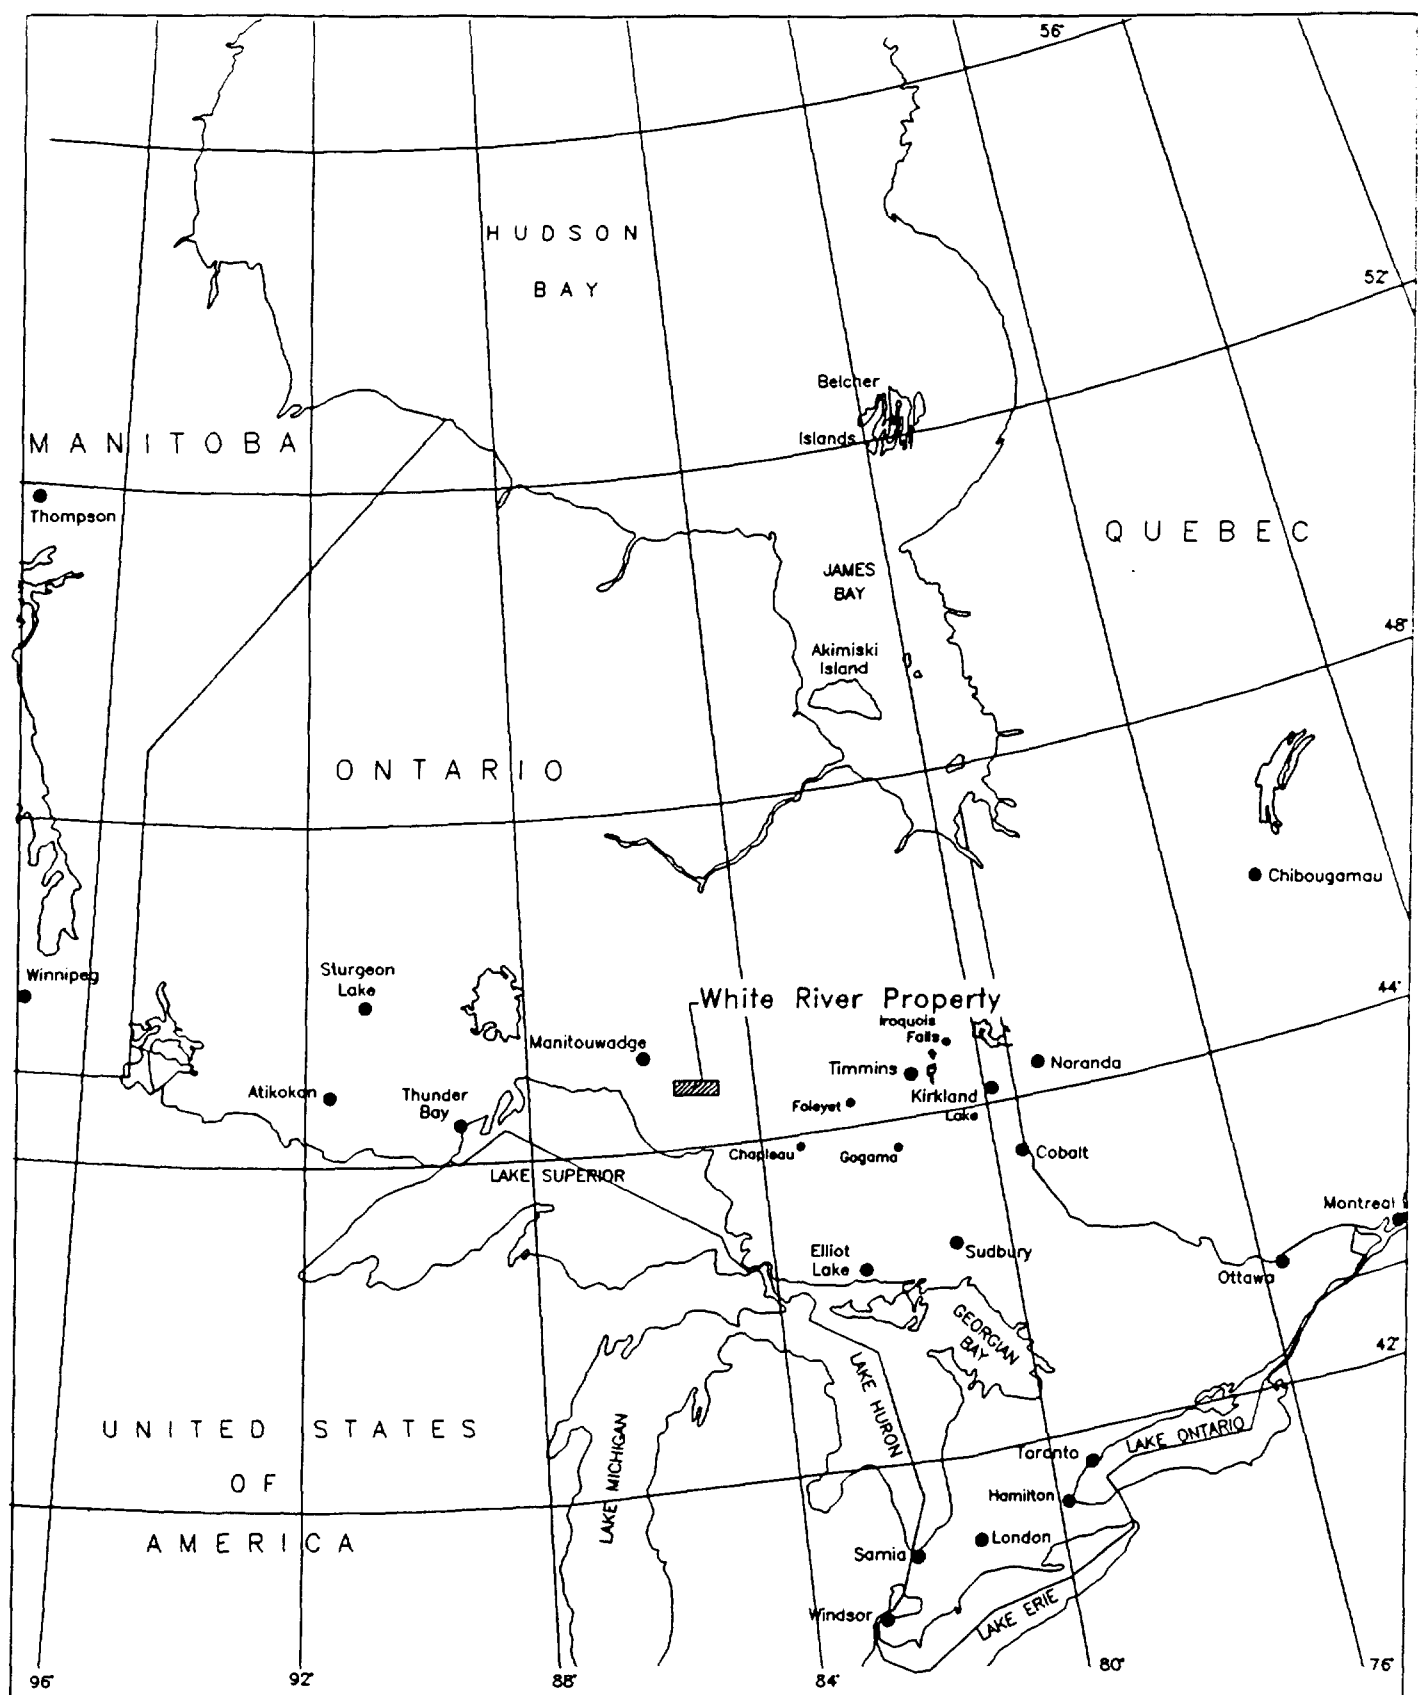 56°
HUDSON
BAY
52°
Belcher
Islands
MANITOBA
Thompson
QUEBEC
JAMES
BAY
48°
Akimiski
Island
ONTARIO
Chibougamau
Winnipeg
Sturgeon
Lake
44°
White River Property
Iroquois
Falls
Manitouwadge
Timmins
Noranda
Atikokan
Thunder
Bay
Foleyet
Kirkland
Lake
Chapleau
Gogama
Cobalt
LAKE SUPERIOR
Montreal
Elliot
Lake
Sudbury
Ottawa
GEORGIAN
BAY
42°
LAKE HURON
UNITED STATES
OF
AMERICA
LAKE MICHIGAN
Toronto
LAKE ONTARIO
Hamilton
London
Sarnia
Windsor
LAKE ERIE
96°
92°
88°
84°
80°
76°